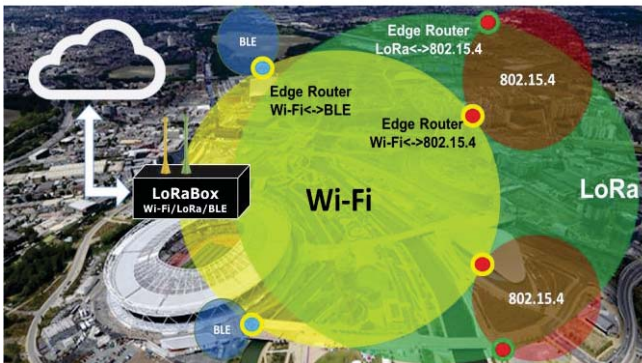 BLE
Edge Router
LoRa<->802.15.4
802.15.4
Edge Router
Wi-Fi<->BLE
Edge Router
Wi-Fi<->802.15.4
LoRaBox
Wi-Fi/LoRa/BLE
Wi-Fi
LoRa
802.15.4
BLE